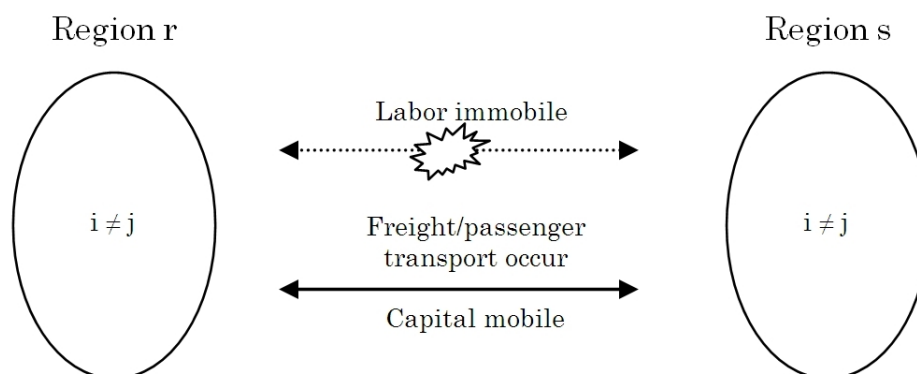 Region r
Region s
Labor immobile
i ≠ j
i ≠ j
Freight/passenger
transport occur
Capital mobile